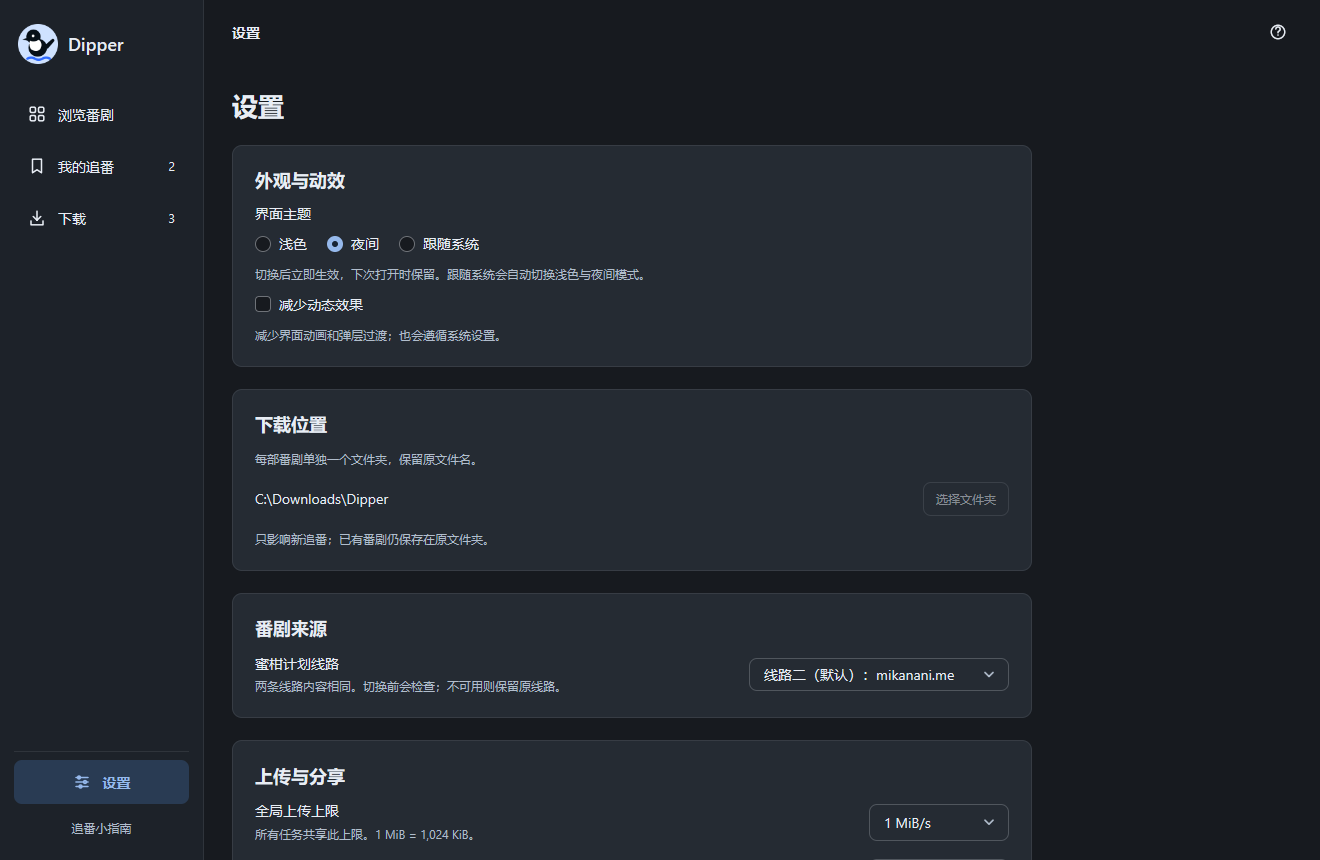 Dipper
浏览番剧
我的追番 2
下载 3
设置
追番小指南
设置
设置
外观与动效
界面主题
浅色 夜间 跟随系统
切换后立即生效，下次打开时保留。跟随系统会自动切换浅色与夜间模式。
减少动态效果
减少界面动画和弹层过渡；也会遵循系统设置。
下载位置
每部番剧单独一个文件夹，保留原文件名。
C:\Downloads\Dipper 选择文件夹
只影响新追番；已有番剧仍保存在原文件夹。
番剧来源
蜜柑计划线路
两条线路内容相同。切换前会检查；不可用则保留原线路。
线路二（默认）：mikanani.me
上传与分享
全局上传上限
所有任务共享此上限。1 MiB = 1,024 KiB。
1 MiB/s